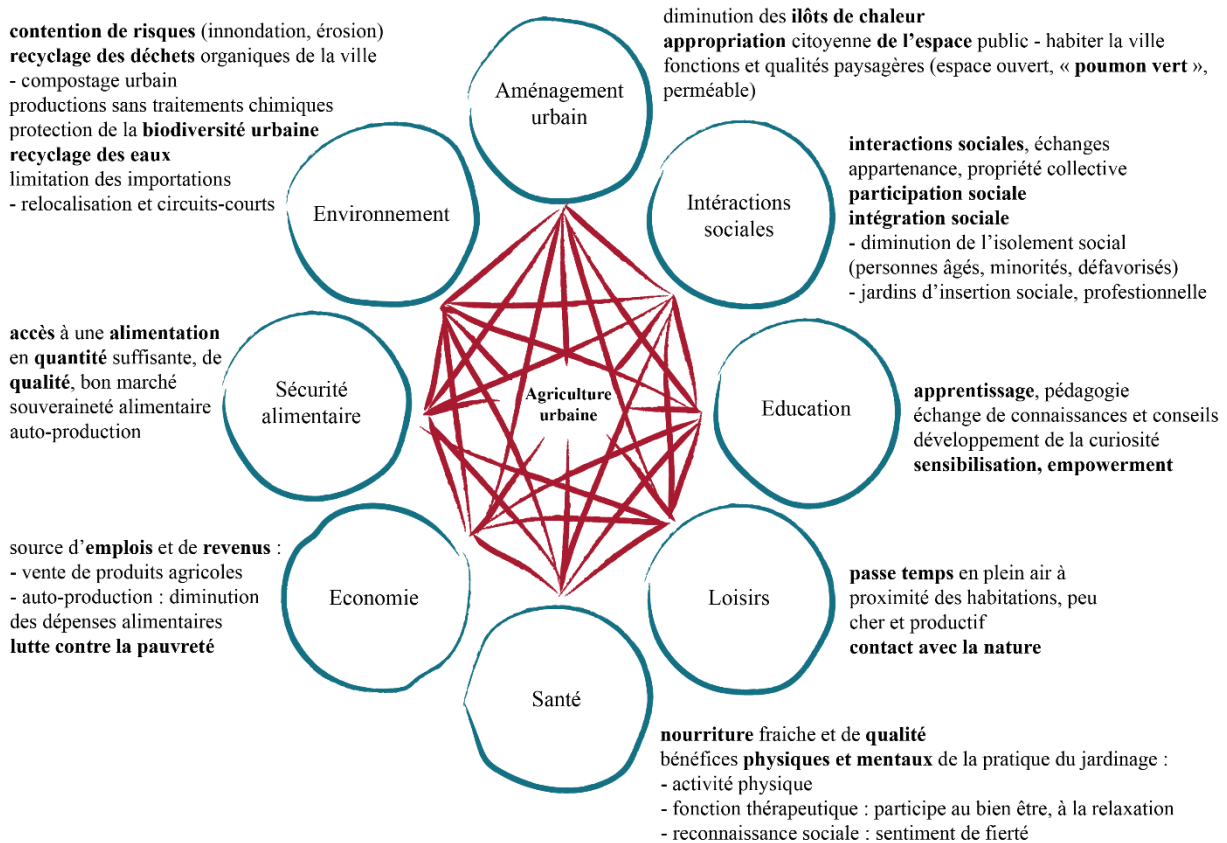 contention de risques (innondation, érosion)
recyclage des déchets organiques de la ville
- compostage urbain
productions sans traitements chimiques
protection de la biodiversité urbaine
recyclage des eaux
limitation des importations
- relocalisation et circuits-courts
diminution des ilôts de chaleur
appropriation citoyenne de l'espace public - habiter la ville
fonctions et qualités paysagères (espace ouvert, « poumon vert »,
perméable)
Aménagement
urbain
Environnement
Intéractions
sociales
interactions sociales, échanges
appartenance, propriété collective
participation sociale
intégration sociale
- diminution de l'isolement social
(personnes âgés, minorités, défavorisés)
- jardins d'insertion sociale, profestionnelle
accès à une alimentation
en quantité suffisante, de
qualité, bon marché
souveraineté alimentaire
auto-production
Sécurité
alimentaire
Agriculture
urbaine
Education
apprentissage, pédagogie
échange de connaissances et conseils
développement de la curiosité
sensibilisation, empowerment
source d'emplois et de revenus :
- vente de produits agricoles
- auto-production : diminution
des dépenses alimentaires
lutte contre la pauvreté
Economie
Loisirs
passe temps en plein air à
proximité des habitations, peu
cher et productif
contact avec la nature
Santé
nourriture fraiche et de qualité
bénéfices physiques et mentaux de la pratique du jardinage :
- activité physique
- fonction thérapeutique : participe au bien être, à la relaxation
- reconnaissance sociale : sentiment de fierté